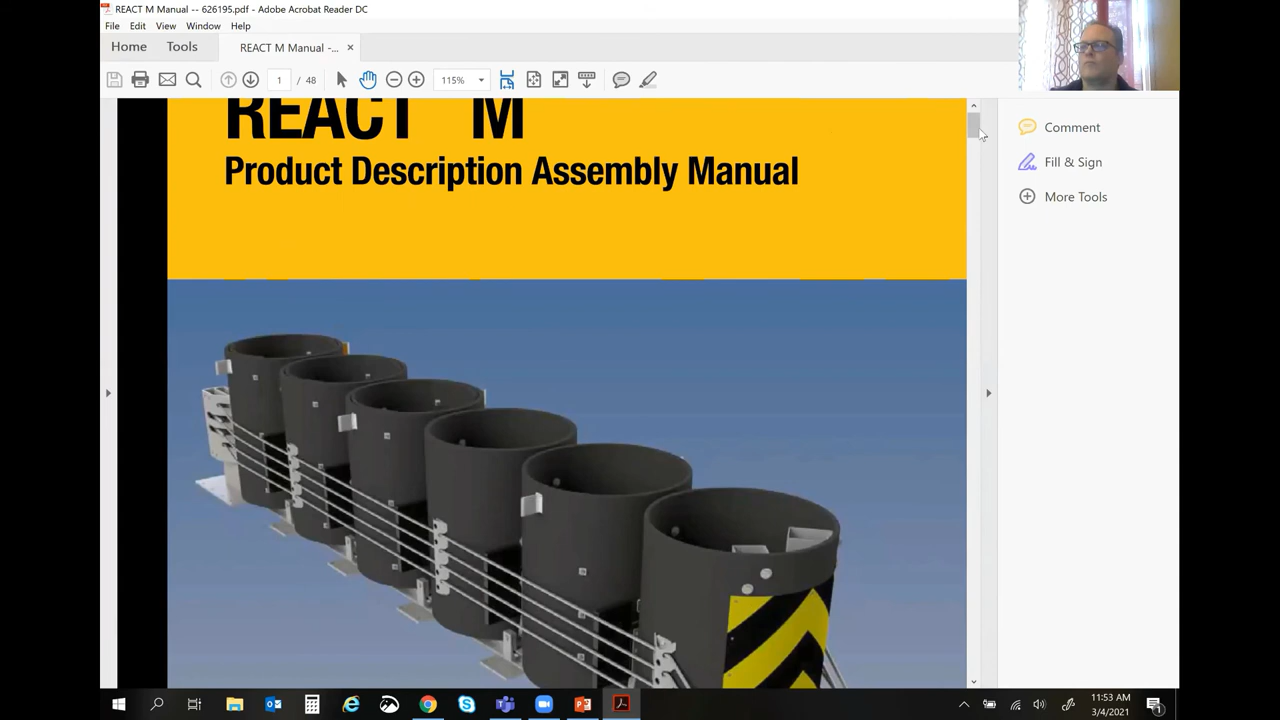 REACT M Manual -- 626195.pdf - Adobe Acrobat Reader DC
File Edit View Window Help
Home Tools REACT M Manual -... ×
1 / 48 115%
REACT M
Product Description Assembly Manual
Comment
Fill & Sign
More Tools
11:53 AM
3/4/2021